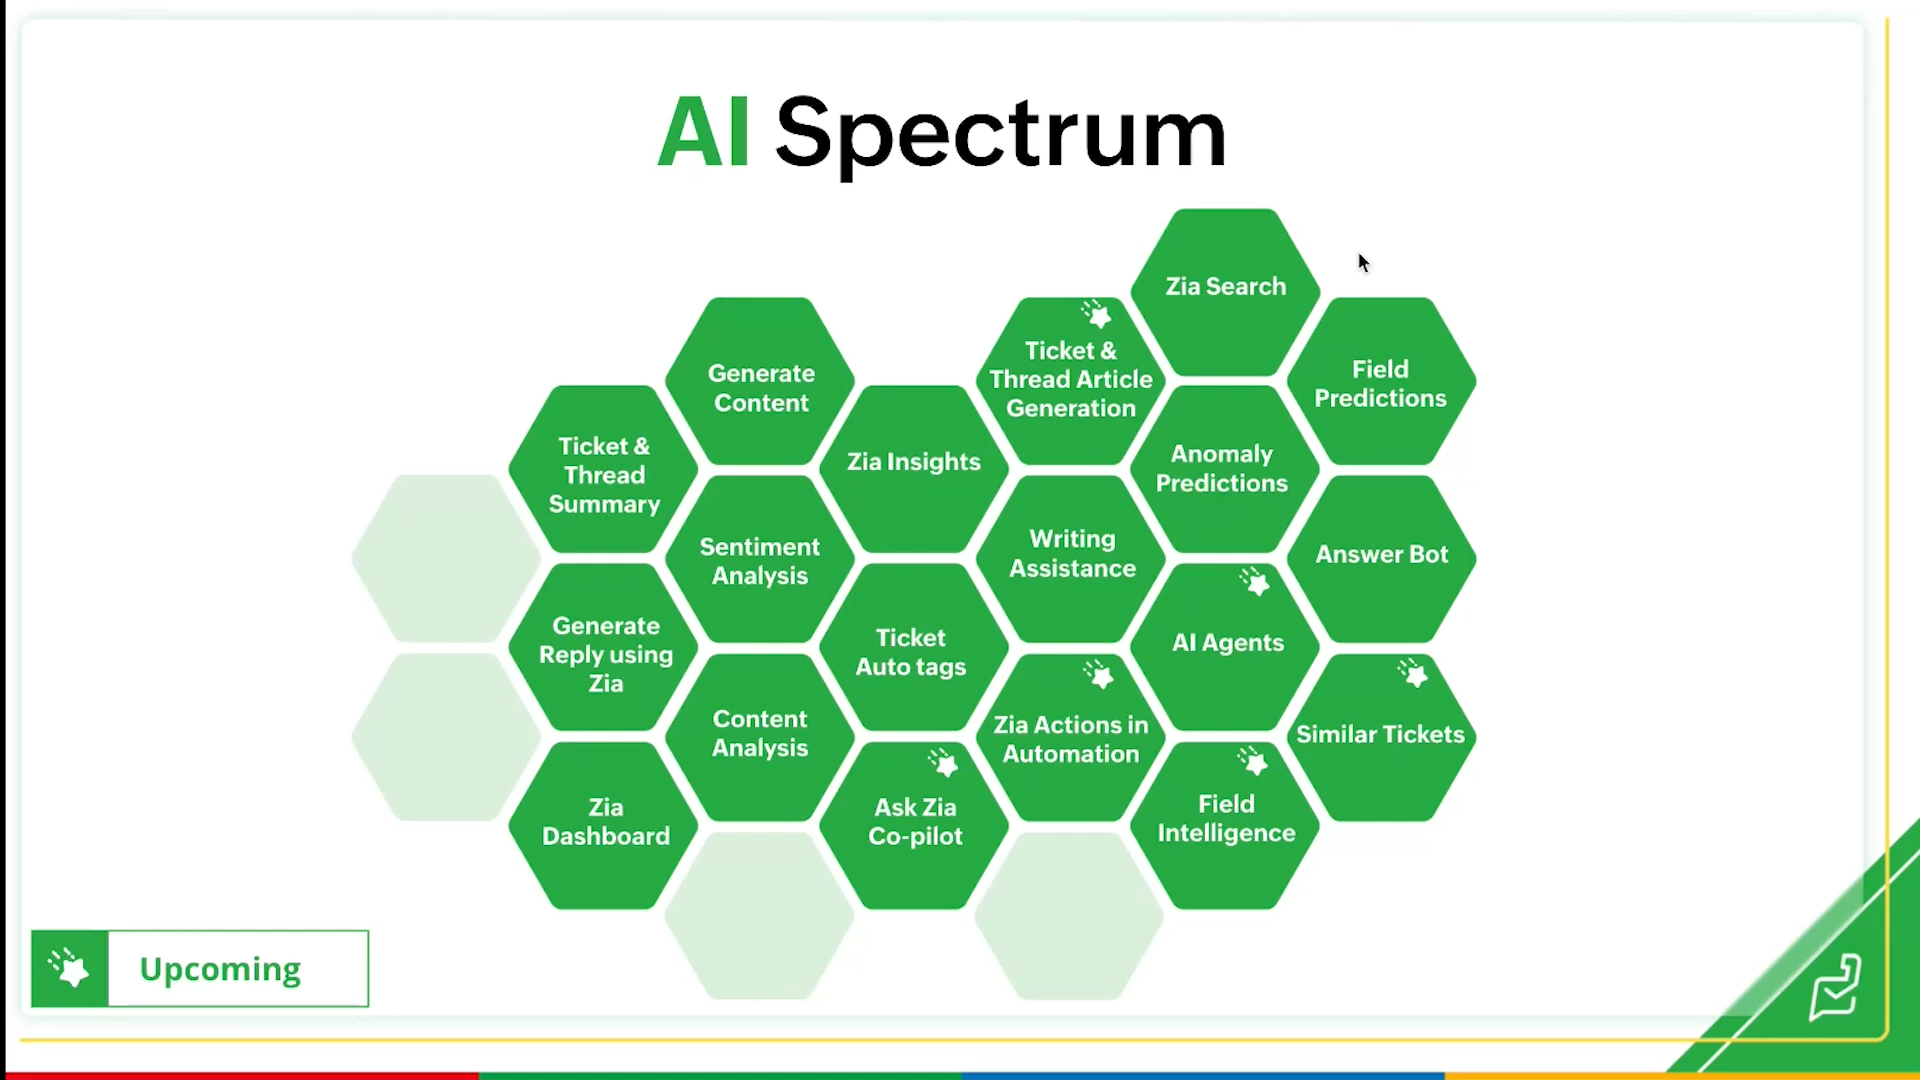 AI Spectrum
Zia Search
Ticket &
Thread Article
Generation
Field
Predictions
Generate
Content
Zia Insights
Anomaly
Predictions
Ticket &
Thread
Summary
Sentiment
Analysis
Writing
Assistance
Answer Bot
Generate
Reply using
Zia
Ticket
Auto tags
AI Agents
Content
Analysis
Zia Actions in
Automation
Similar Tickets
Zia
Dashboard
Ask Zia
Co-pilot
Field
Intelligence
Upcoming